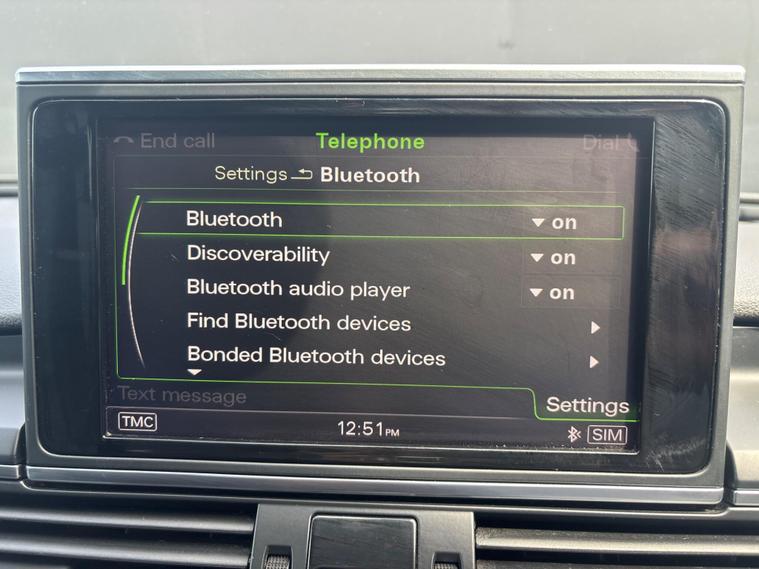 End call Telephone Dial
Settings Bluetooth
Bluetooth on
Discoverability on
Bluetooth audio player on
Find Bluetooth devices
Bonded Bluetooth devices
Text message
Settings
TMC 12:51PM SIM